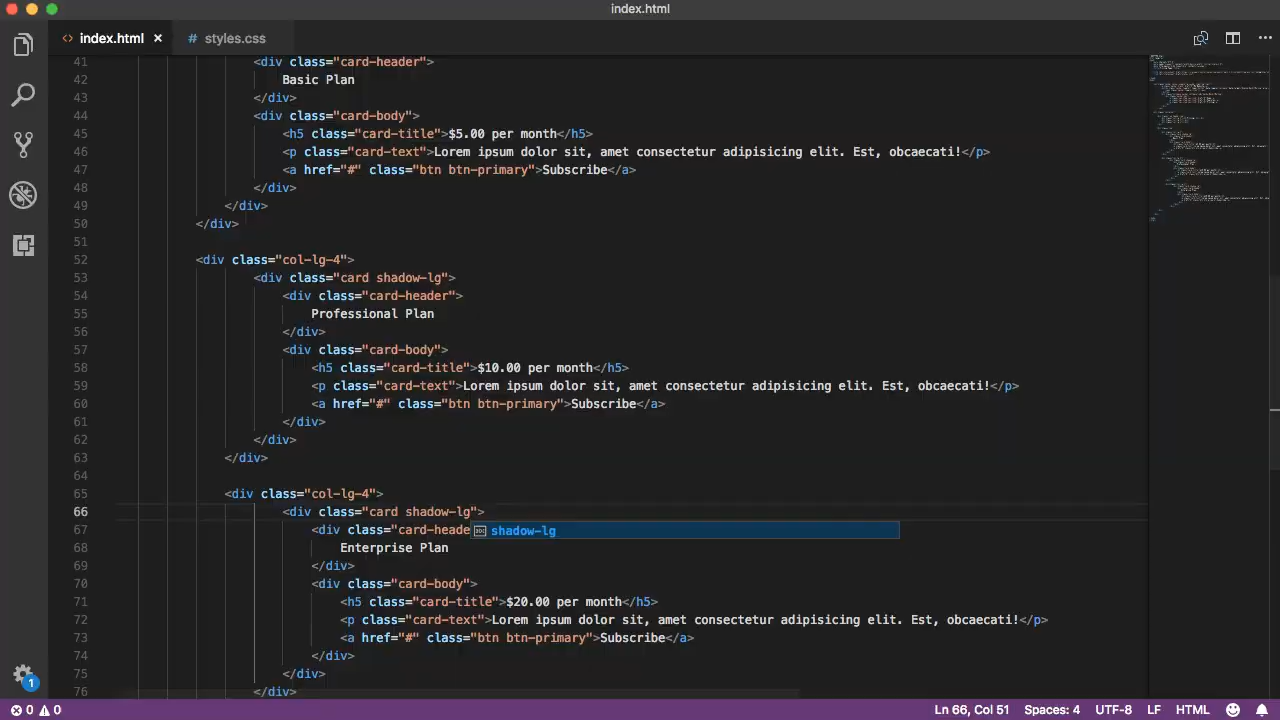 index.html
<> index.html ×
# styles.css
41 <div class="card-header">
42 Basic Plan
43 </div>
44 <div class="card-body">
45 <h5 class="card-title">$5.00 per month</h5>
46 <p class="card-text">Lorem ipsum dolor sit, amet consectetur adipisicing elit. Est, obcaecati!</p>
47 <a href="#" class="btn btn-primary">Subscribe</a>
48 </div>
49 </div>
50 </div>
51
52 <div class="col-lg-4">
53 <div class="card shadow-lg">
54 <div class="card-header">
55 Professional Plan
56 </div>
57 <div class="card-body">
58 <h5 class="card-title">$10.00 per month</h5>
59 <p class="card-text">Lorem ipsum dolor sit, amet consectetur adipisicing elit. Est, obcaecati!</p>
60 <a href="#" class="btn btn-primary">Subscribe</a>
61 </div>
62 </div>
63 </div>
64
65 <div class="col-lg-4">
66 <div class="card shadow-lg">
67 <div class="card-heade
abc shadow-lg
68 Enterprise Plan
69 </div>
70 <div class="card-body">
71 <h5 class="card-title">$20.00 per month</h5>
72 <p class="card-text">Lorem ipsum dolor sit, amet consectetur adipisicing elit. Est, obcaecati!</p>
73 <a href="#" class="btn btn-primary">Subscribe</a>
74 </div>
75 </div>
76 </div>
1
0 0 Ln 66, Col 51 Spaces: 4 UTF-8 LF HTML